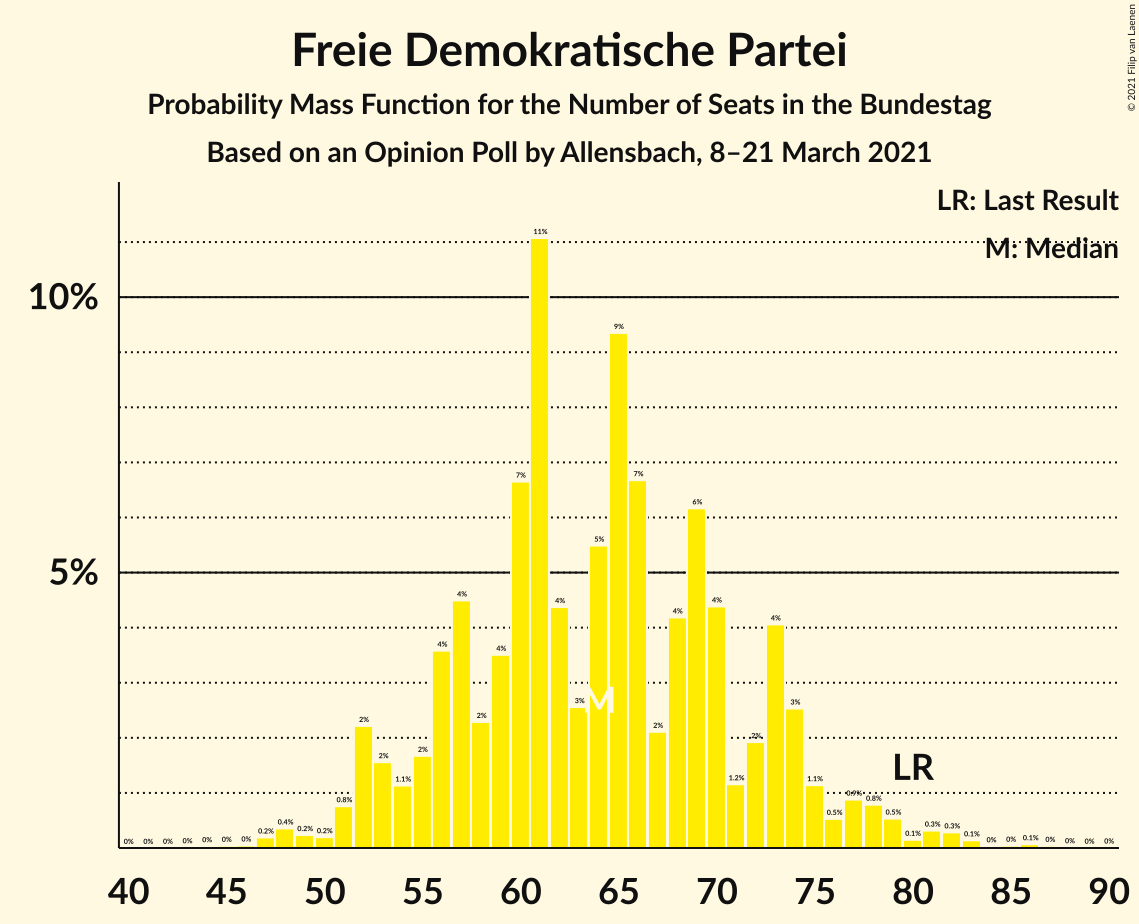 Freie Demokratische Partei
Probability Mass Function for the Number of Seats in the Bundestag
Based on an Opinion Poll by Allensbach, 8–21 March 2021
© 2021 Filip van Laenen
LR: Last Result
M: Median
10%
5%
0% 0% 0% 0% 0% 0% 0% 0.2% 0.4% 0.2% 0.2% 0.8% 2% 2% 1.1% 2% 4% 4% 2% 4% 7% 11% 4% 3% 5% 9% 7% 2% 4% 6% 4% 1.2% 2% 4% 3% 1.1% 0.5% 0.9% 0.8% 0.5% 0.1% 0.3% 0.3% 0.1% 0% 0% 0.1% 0% 0% 0% 0%
M
LR
40 45 50 55 60 65 70 75 80 85 90